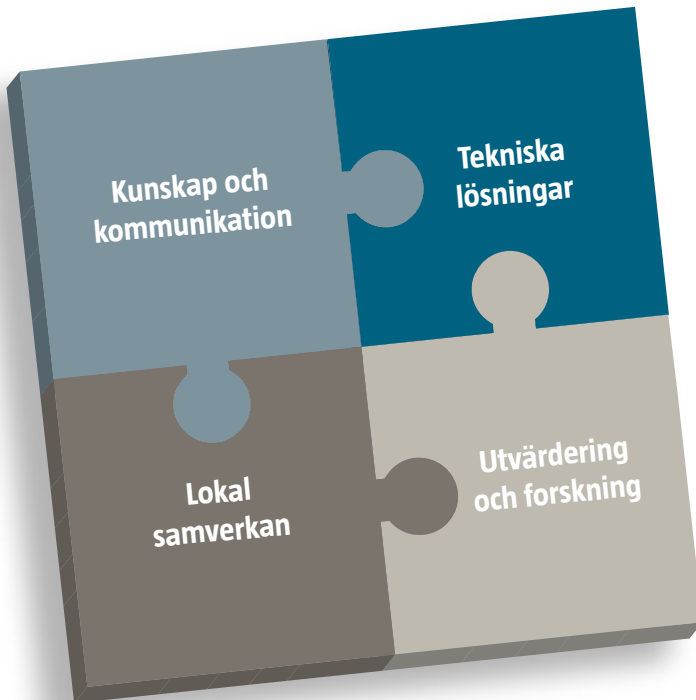 Kunskap och
kommunikation
Tekniska
lösningar
Lokal
samverkan
Utvärdering
och forskning